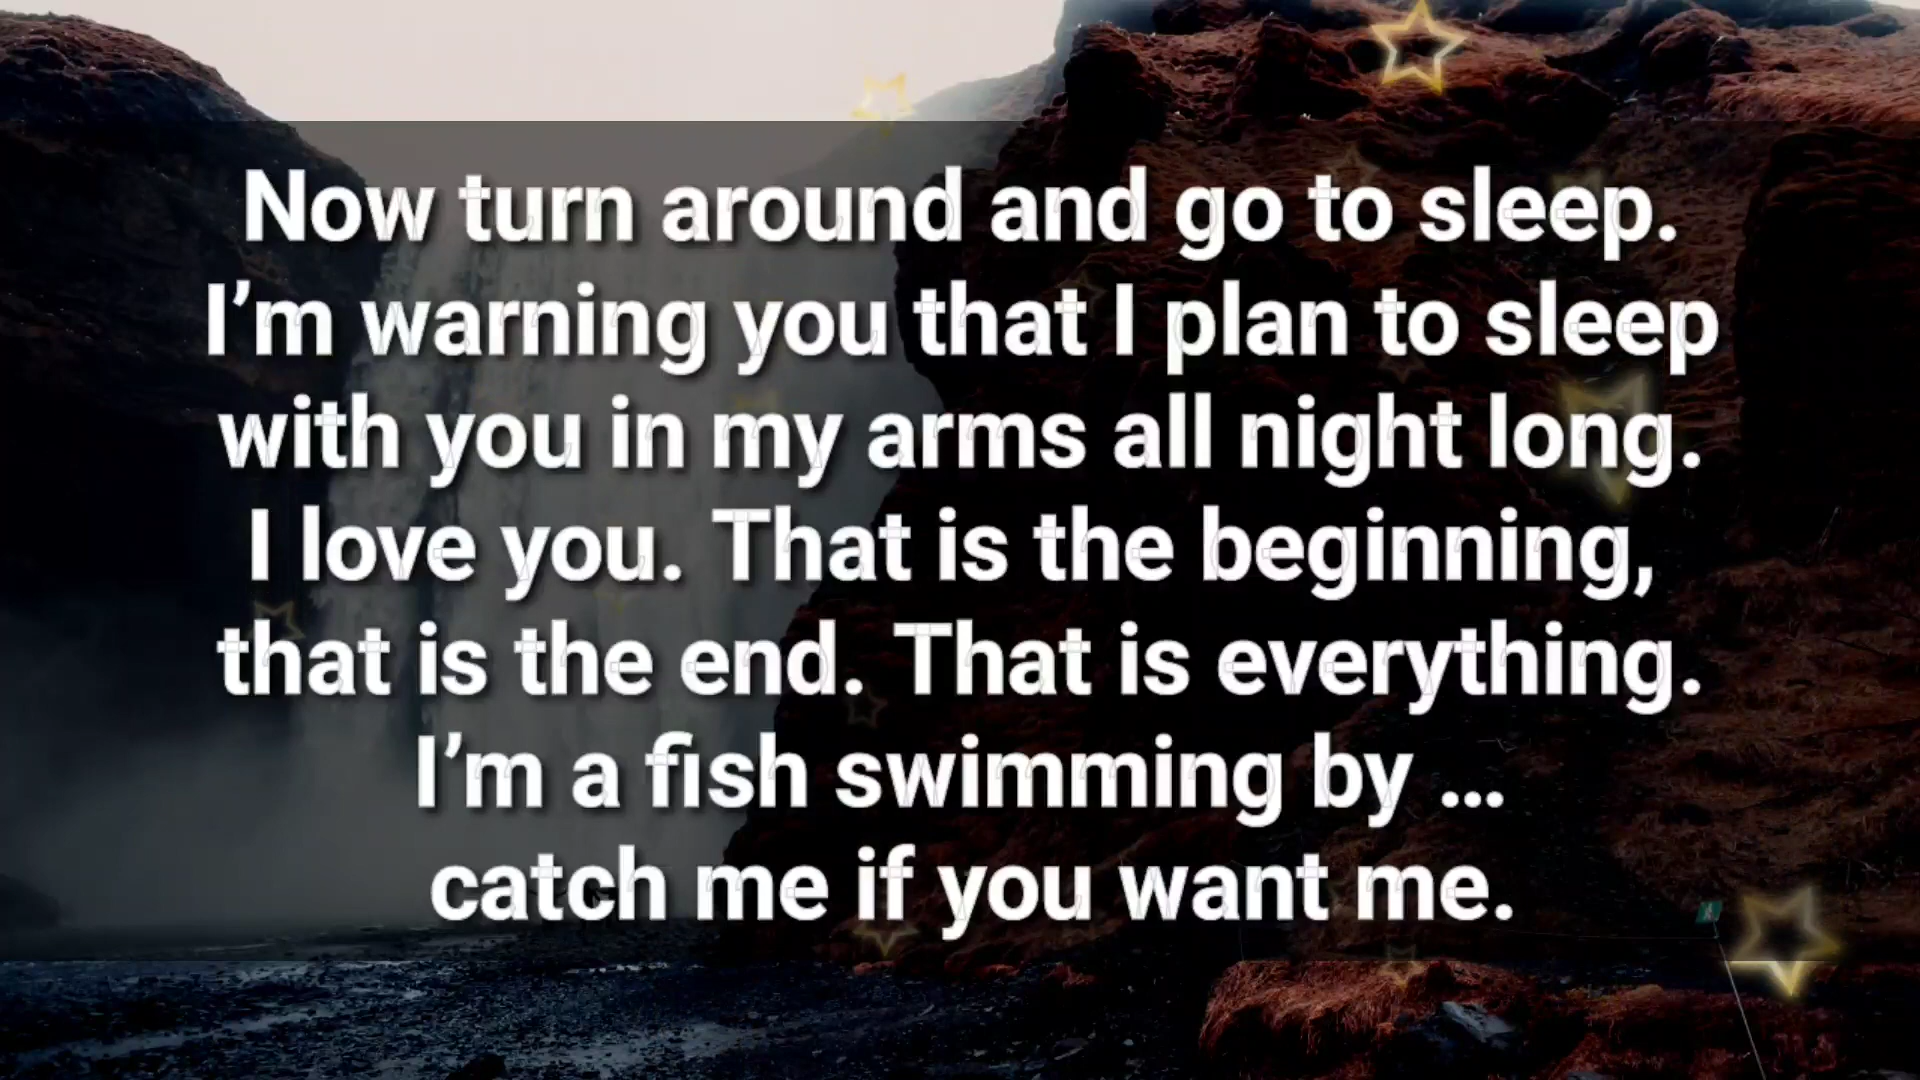 Now turn around and go to sleep.
I’m warning you that I plan to sleep
with you in my arms all night long.
I love you. That is the beginning,
that is the end. That is everything.
I’m a fish swimming by ...
catch me if you want me.